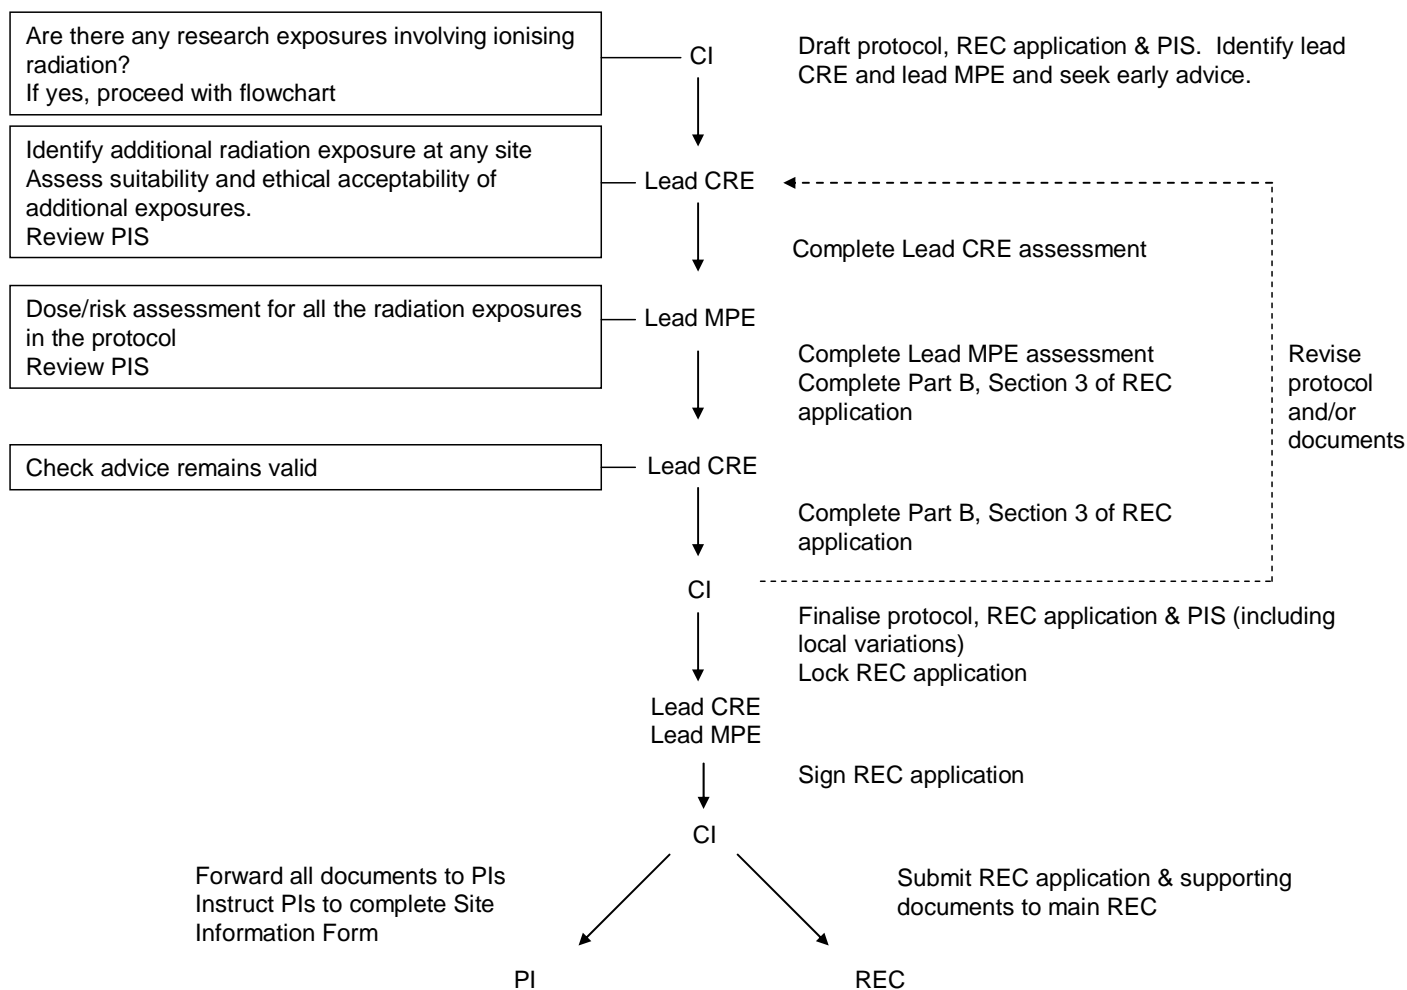 Are there any research exposures involving ionising
radiation?
If yes, proceed with flowchart
CI
Draft protocol, REC application & PIS.  Identify lead
CRE and lead MPE and seek early advice.
Identify additional radiation exposure at any site
Assess suitability and ethical acceptability of
additional exposures.
Review PIS
Lead CRE
Complete Lead CRE assessment
Dose/risk assessment for all the radiation exposures
in the protocol
Review PIS
Lead MPE
Complete Lead MPE assessment
Complete Part B, Section 3 of REC
application
Revise
protocol
and/or
documents
Check advice remains valid
Lead CRE
Complete Part B, Section 3 of REC
application
CI
Finalise protocol, REC application & PIS (including
local variations)
Lock REC application
Lead CRE
Lead MPE
Sign REC application
CI
Forward all documents to PIs
Instruct PIs to complete Site
Information Form
Submit REC application & supporting
documents to main REC
PI
REC